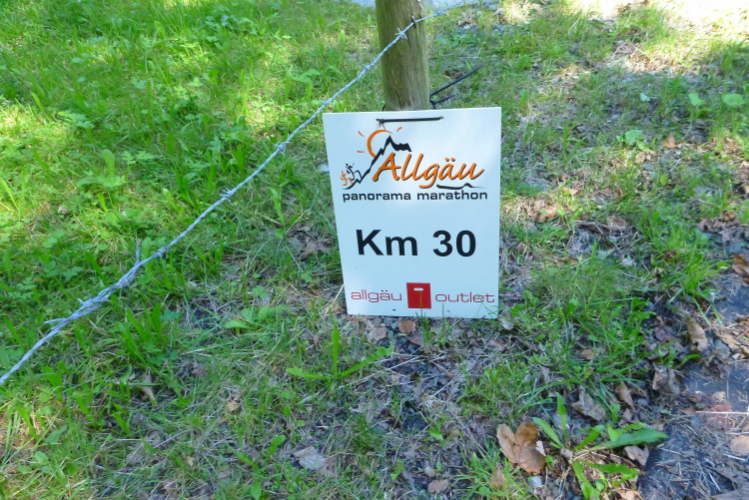 Allgäu
panorama marathon
Km 30
allgäu outlet